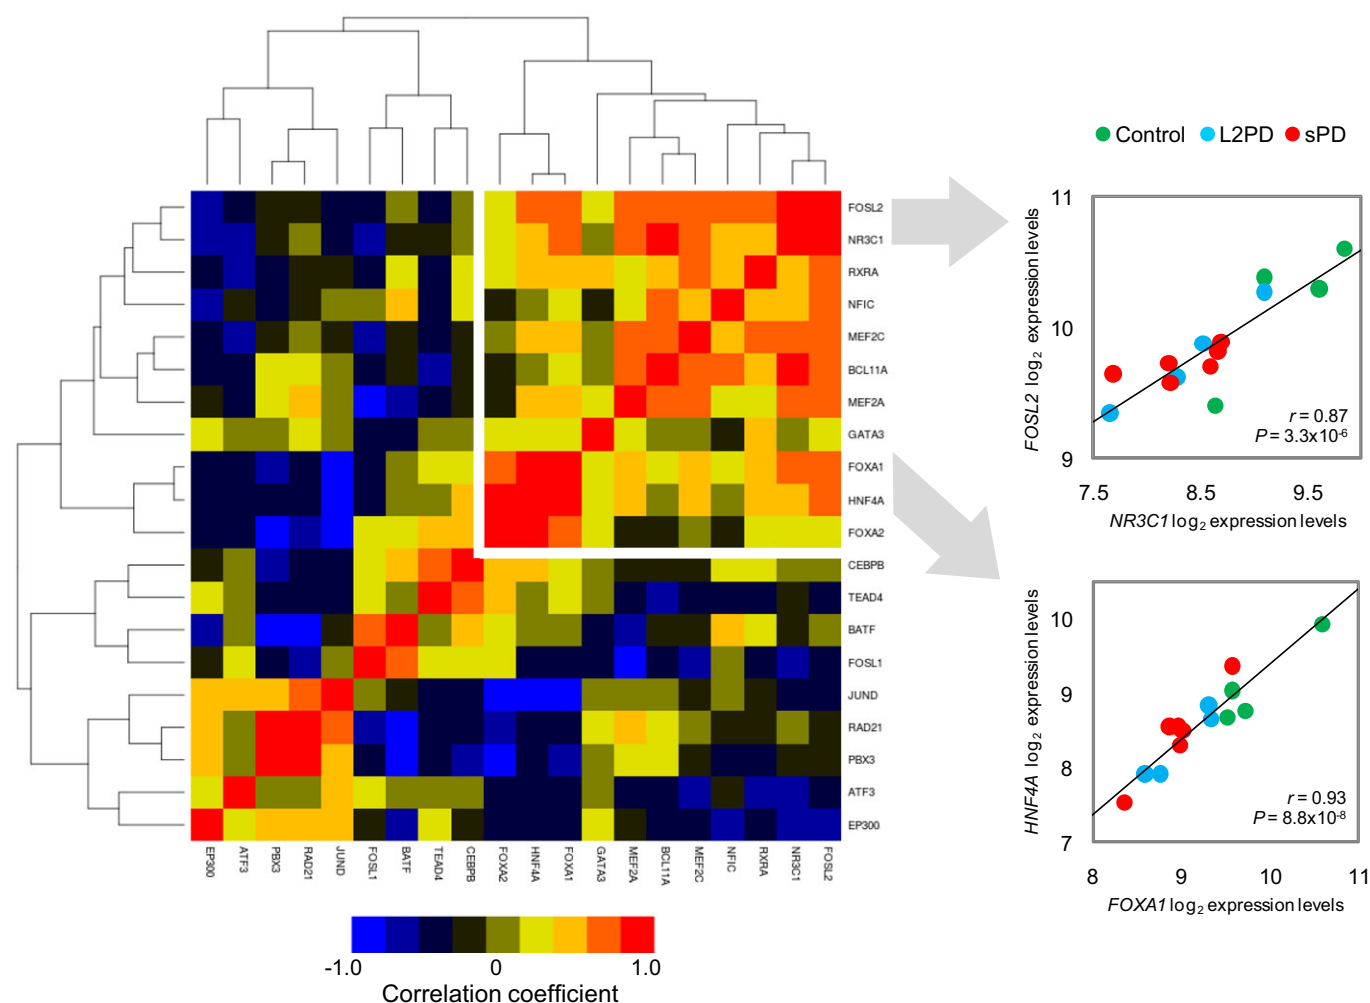 Control L2PD sPD
FOSL2
NR3C1
RXRA
NFIC
MEF2C
BCL11A
MEF2A
GATA3
FOXA1
HNF4A
FOXA2
CEBPB
TEAD4
BATF
FOSL1
JUND
RAD21
PBX3
ATF3
EP300
EP300 ATF3 PBX3 RAD21 JUND FOSL1 BATF TEAD4 CEBPB FOXA2 HNF4A FOXA1 GATA3 MEF2A BCL11A MEF2C NFIC RXRA NR3C1 FOSL2
-1.0 0 1.0
Correlation coefficient
FOSL2 log2 expression levels
11
10
9
r = 0.87
P = 3.3x10-6
7.5 8.5 9.5
NR3C1 log2 expression levels
HNF4A log2 expression levels
10
9
8
7
r = 0.93
P = 8.8x10-8
8 9 10 11
FOXA1 log2 expression levels